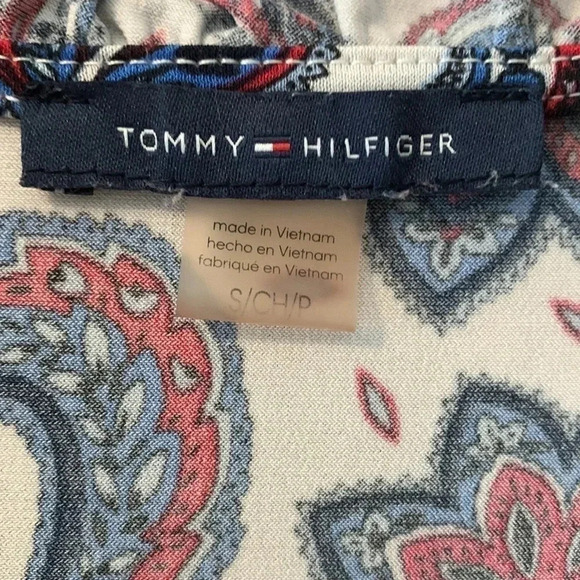 TOMMY HILFIGER
made in Vietnam
hecho en Vietnam
fabriqué en Vietnam
S/CH/P